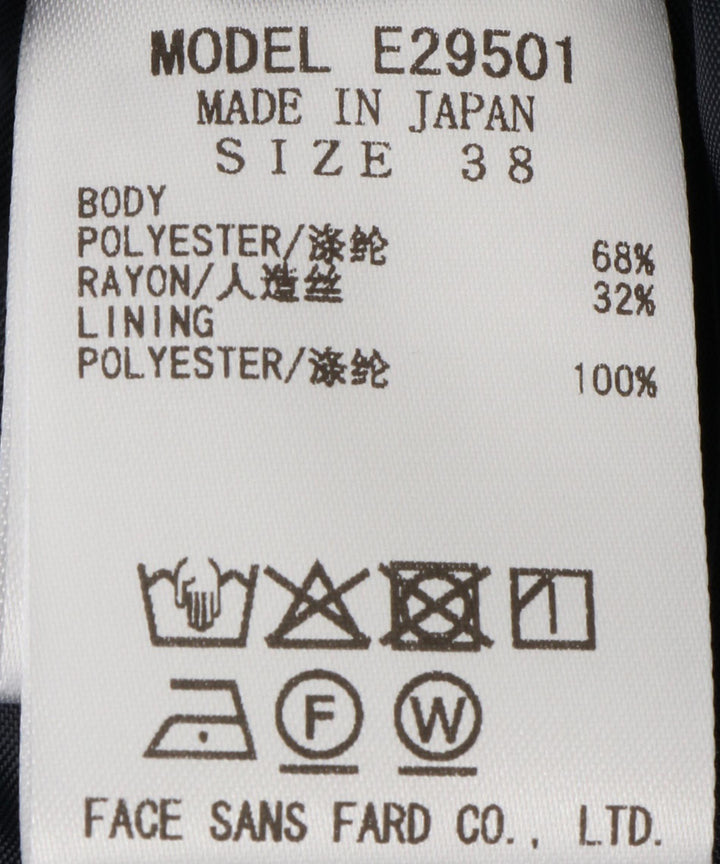 MODEL E29501
MADE IN JAPAN
SIZE 38
BODY
POLYESTER/涤纶 68%
RAYON/人造丝 32%
LINING
POLYESTER/涤纶 100%
F W
FACE SANS FARD CO., LTD.